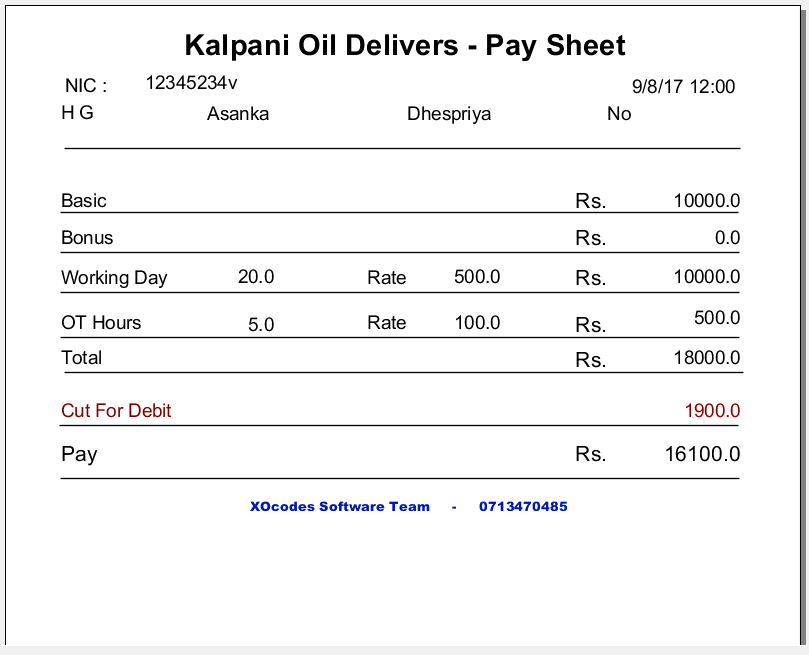 Kalpani Oil Delivers - Pay Sheet
NIC : 12345234v 9/8/17 12:00
H G Asanka Dhespriya No
Basic Rs. 10000.0
Bonus Rs. 0.0
Working Day 20.0 Rate 500.0 Rs. 10000.0
OT Hours 5.0 Rate 100.0 Rs. 500.0
Total Rs. 18000.0
Cut For Debit 1900.0
Pay Rs. 16100.0
XOcodes Software Team - 0713470485